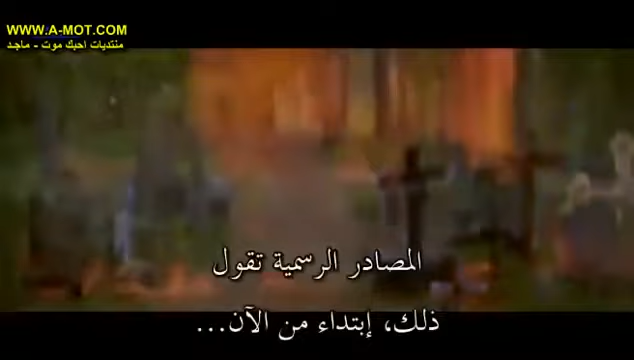 WWW.A-MOT.COM
منتديات احبك موت - ماجد
المصادر الرسمية تقول
ذلك، إبتداء من الآن...